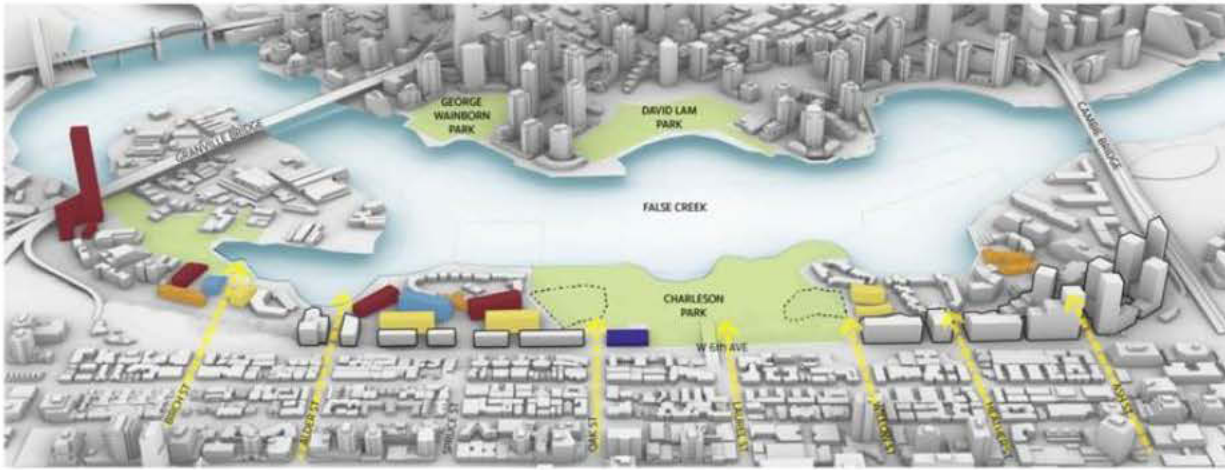 GEORGE
WAINBORN
PARK
DAVID LAM
PARK
GRANVILLE BRIDGE
CAMBIE BRIDGE
FALSE CREEK
CHARLESON
PARK
W 6th AVE
BIRCH ST
ALDER ST
SPRUCE ST
OAK ST
LAUREL ST
WILLOW ST
HEATHER ST
ASH ST